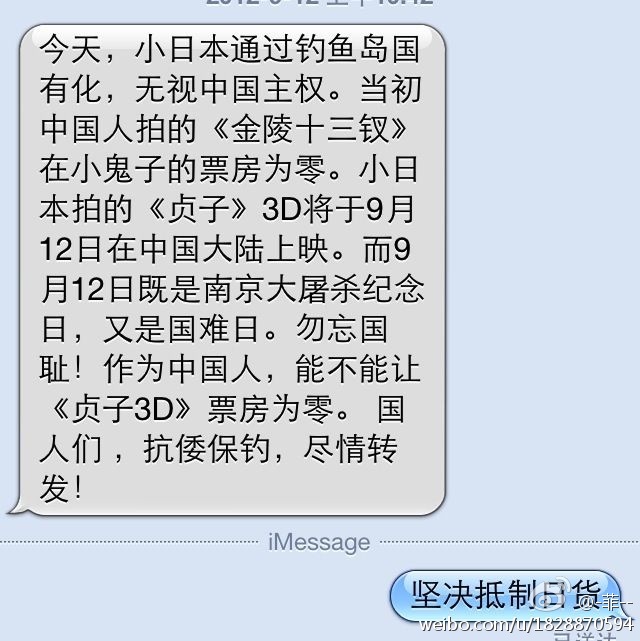 今天，小日本通过钓鱼岛国
有化，无视中国主权。当初
中国人拍的《金陵十三钗》
在小鬼子的票房为零。小日
本拍的《贞子》3D将于9月
12日在中国大陆上映。而9
月12日既是南京大屠杀纪念
日，又是国难日。勿忘国
耻！作为中国人，能不能让
《贞子3D》票房为零。 国
人们 ，抗倭保钓，尽情转
发！
iMessage
坚决抵制日货
@-菲--
weibo.com/u/1828870594